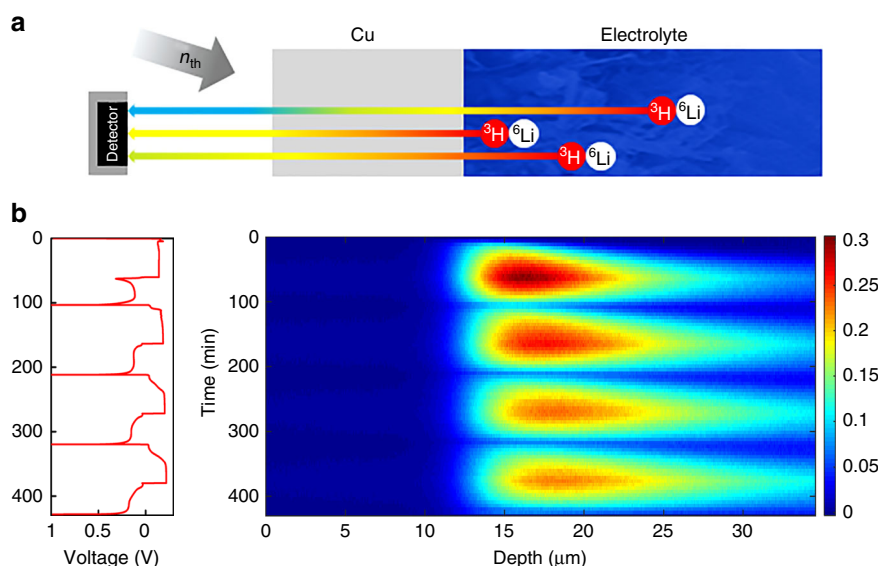 a
Cu
Electrolyte
nth
Detector
³H ⁶Li
³H ⁶Li
³H ⁶Li
b
0
100
200
300
400
1 0.5 0
Voltage (V)
Time (min)
0
100
200
300
400
0 5 10 15 20 25 30
Depth (μm)
0.3
0.25
0.2
0.15
0.1
0.05
0